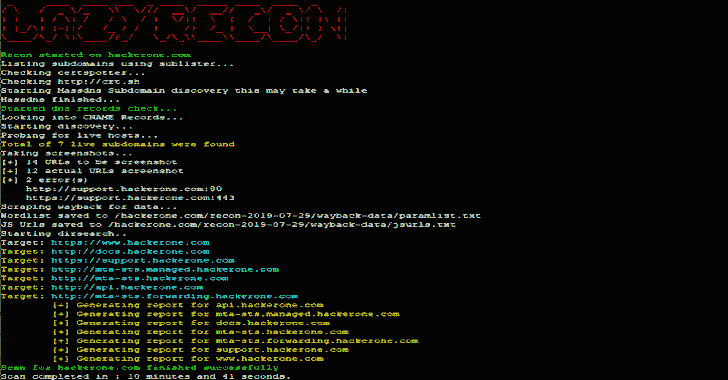 LAZY RECON
Recon started on hackerone.com
Listing subdomains using sublister...
Checking certspotter...
Checking http://crt.sh
Starting Massdns Subdomain discovery this may take a while
Massdns finished...
Started dns records check...
Looking into CNAME Records...
Starting discovery...
Probing for live hosts...
Total of 7 live subdomains were found
Taking screenshots...
[+] 14 URLs to be screenshot
[+] 12 actual URLs screenshot
[+] 2 error(s)
http://support.hackerone.com:80
https://support.hackerone.com:443
Scraping wayback for data...
Wordlist saved to /hackerone.com/recon-2019-07-29/wayback-data/paramlist.txt
JS Urls saved to /hackerone.com/recon-2019-07-29/wayback-data/jsurls.txt
Starting dirsearch..
Target: https://www.hackerone.com
Target: http://docs.hackerone.com
Target: https://support.hackerone.com
Target: http://mta-sts.managed.hackerone.com
Target: http://mta-sts.hackerone.com
Target: http://api.hackerone.com
Target: http://mta-sts.forwarding.hackerone.com
[+] Generating report for api.hackerone.com
[+] Generating report for mta-sts.managed.hackerone.com
[+] Generating report for docs.hackerone.com
[+] Generating report for mta-sts.hackerone.com
[+] Generating report for mta-sts.forwarding.hackerone.com
[+] Generating report for support.hackerone.com
[+] Generating report for www.hackerone.com
Scan for hackerone.com finished successfully
Scan completed in : 10 minutes and 41 seconds.